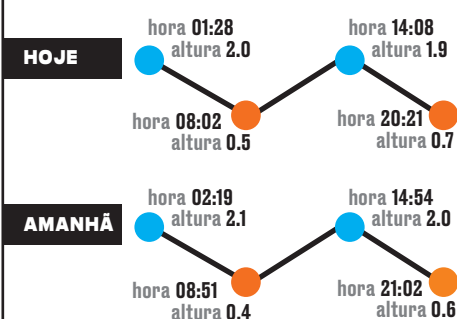 HOJE
hora 01:28
altura 2.0
hora 08:02
altura 0.5
hora 14:08
altura 1.9
hora 20:21
altura 0.7
AMANHÃ
hora 02:19
altura 2.1
hora 08:51
altura 0.4
hora 14:54
altura 2.0
hora 21:02
altura 0.6